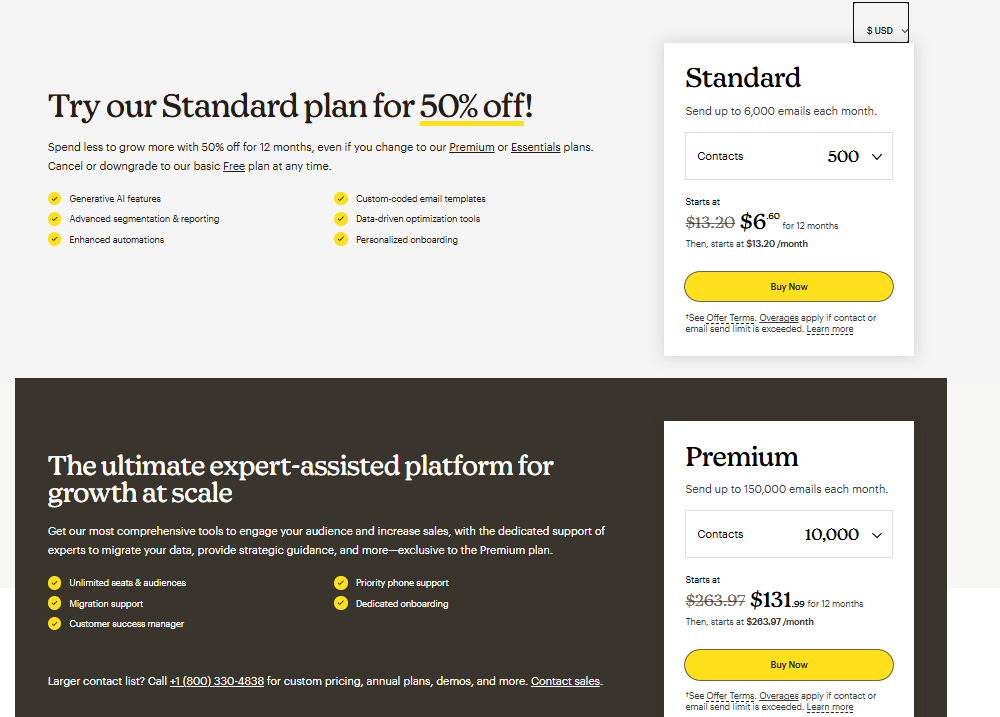 $ USD
Try our Standard plan for 50% off!
Spend less to grow more with 50% off for 12 months, even if you change to our Premium or Essentials plans.
Cancel or downgrade to our basic Free plan at any time.
Generative AI features
Custom-coded email templates
Advanced segmentation & reporting
Data-driven optimization tools
Enhanced automations
Personalized onboarding
Standard
Send up to 6,000 emails each month.
Contacts 500
Starts at
$13.20 $6.60 for 12 months
Then, starts at $13.20 /month
Buy Now
†See Offer Terms. Overages apply if contact or
email send limit is exceeded. Learn more
The ultimate expert-assisted platform for
growth at scale
Get our most comprehensive tools to engage your audience and increase sales, with the dedicated support of
experts to migrate your data, provide strategic guidance, and more—exclusive to the Premium plan.
Unlimited seats & audiences
Priority phone support
Migration support
Dedicated onboarding
Customer success manager
Larger contact list? Call +1 (800) 330-4838 for custom pricing, annual plans, demos, and more. Contact sales.
Premium
Send up to 150,000 emails each month.
Contacts 10,000
Starts at
$263.97 $131.99 for 12 months
Then, starts at $263.97 /month
Buy Now
†See Offer Terms. Overages apply if contact or
email send limit is exceeded. Learn more